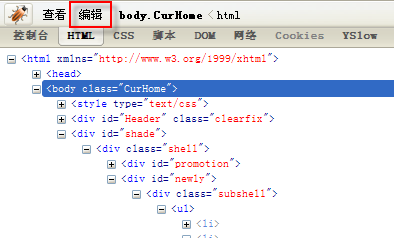 查看 编辑 body.CurHome < html
控制台 HTML CSS 脚本 DOM 网络 Cookies YSlow
<html xmlns="http://www.w3.org/1999/xhtml">
<head>
<body class="CurHome">
<style type="text/css">
<div id="Header" class="clearfix">
<div id="shade">
<div class="shell">
<div id="promotion">
<div id="newly">
<div class="subshell">
<ul>
<li>
<li>